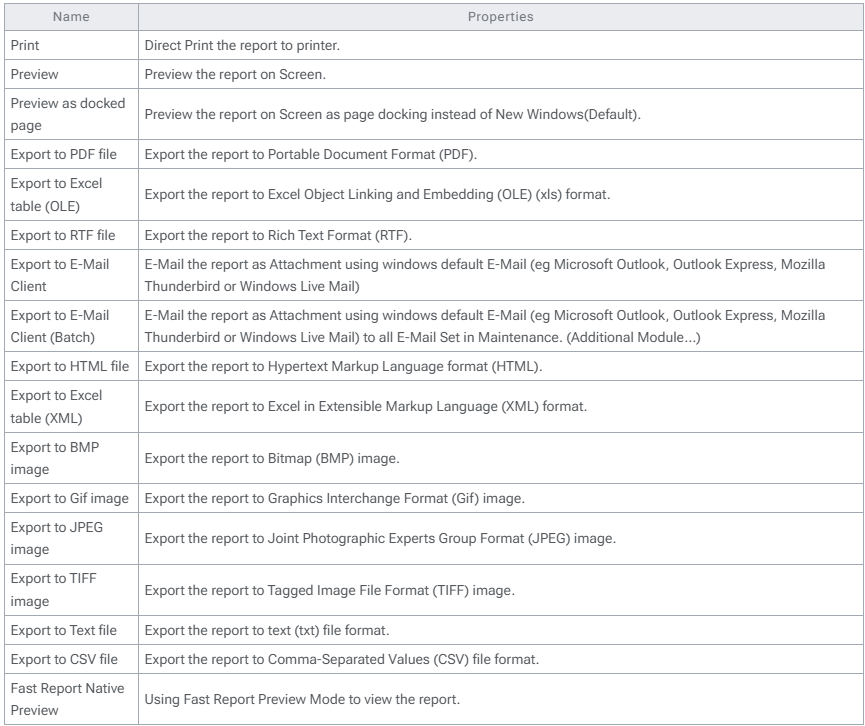 Name Properties
Print Direct Print the report to printer.
Preview Preview the report on Screen.
Preview as docked
page
Preview the report on Screen as page docking instead of New Windows(Default).
Export to PDF file Export the report to Portable Document Format (PDF).
Export to Excel
table (OLE)
Export the report to Excel Object Linking and Embedding (OLE) (xls) format.
Export to RTF file Export the report to Rich Text Format (RTF).
Export to E-Mail
Client
E-Mail the report as Attachment using windows default E-Mail (eg Microsoft Outlook, Outlook Express, Mozilla
Thunderbird or Windows Live Mail)
Export to E-Mail
Client (Batch)
E-Mail the report as Attachment using windows default E-Mail (eg Microsoft Outlook, Outlook Express, Mozilla
Thunderbird or Windows Live Mail) to all E-Mail Set in Maintenance. (Additional Module...)
Export to HTML file Export the report to Hypertext Markup Language format (HTML).
Export to Excel
table (XML)
Export the report to Excel in Extensible Markup Language (XML) format.
Export to BMP
image
Export the report to Bitmap (BMP) image.
Export to Gif image Export the report to Graphics Interchange Format (Gif) image.
Export to JPEG
image
Export the report to Joint Photographic Experts Group Format (JPEG) image.
Export to TIFF
image
Export the report to Tagged Image File Format (TIFF) image.
Export to Text file Export the report to text (txt) file format.
Export to CSV file Export the report to Comma-Separated Values (CSV) file format.
Fast Report Native
Preview
Using Fast Report Preview Mode to view the report.